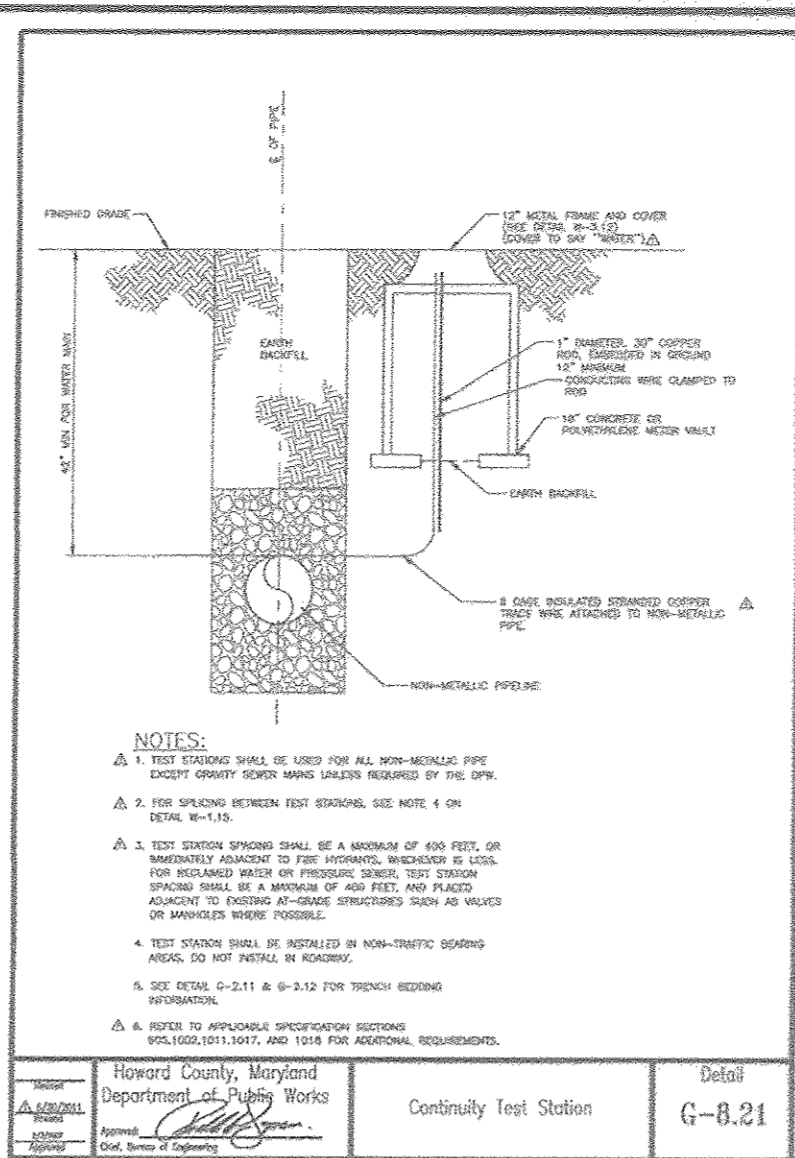 ℄ OF PIPE
FINISHED GRADE
12" METAL FRAME AND COVER
(SEE DETAIL W-3.12)
(COVER TO SAY "WATER")
42" MIN FOR WATER MAIN
EARTH
BACKFILL
1" DIAMETER, 30" COPPER
ROD, EMBEDDED IN GROUND
12" MINIMUM
CONDUCTING WIRE CLAMPED TO
ROD
18" CONCRETE OR
POLYETHYLENE METER VAULT
EARTH BACKFILL
8 GAGE INSULATED STRANDED COPPER
TRACE WIRE ATTACHED TO NON-METALLIC
PIPE.
NON-METALLIC PIPELINE
NOTES:
1. TEST STATIONS SHALL BE USED FOR ALL NON-METALLIC PIPE
EXCEPT GRAVITY SEWER MAINS UNLESS REQUIRED BY THE DPW.
2. FOR SPLICING BETWEEN TEST STATIONS, SEE NOTE 4 ON
DETAIL
3. TEST STATION SPACING SHALL BE A MAXIMUM OF 400 FEET, OR
IMMEDIATELY ADJACENT TO FIRE HYDRANTS, WHICHEVER IS LESS.
FOR RECLAIMED WATER OR PRESSURE SEWER, TEST STATION
SPACING SHALL BE A MAXIMUM OF 400 FEET, AND PLACED
ADJACENT TO EXISTING AT-GRADE STRUCTURES SUCH AS VALVES
OR MANHOLES WHERE POSSIBLE.
4. TEST STATION SHALL BE INSTALLED IN NON-TRAFFIC BEARING
AREAS, DO NOT INSTALL IN ROADWAY.
5. SEE DETAIL G-2.11 & G-2.12 FOR TRENCH BEDDING
INFORMATION.
6. REFER TO APPLICABLE SPECIFICATION SECTIONS
905,1002,1011,1017, AND 1018 FOR ADDITIONAL REQUIREMENTS.
Revised
Approved
Howard County, Maryland
Department of Public Works
Approved:
Chief, Bureau of Engineering
Continuity Test Station
Detail
G-8.21